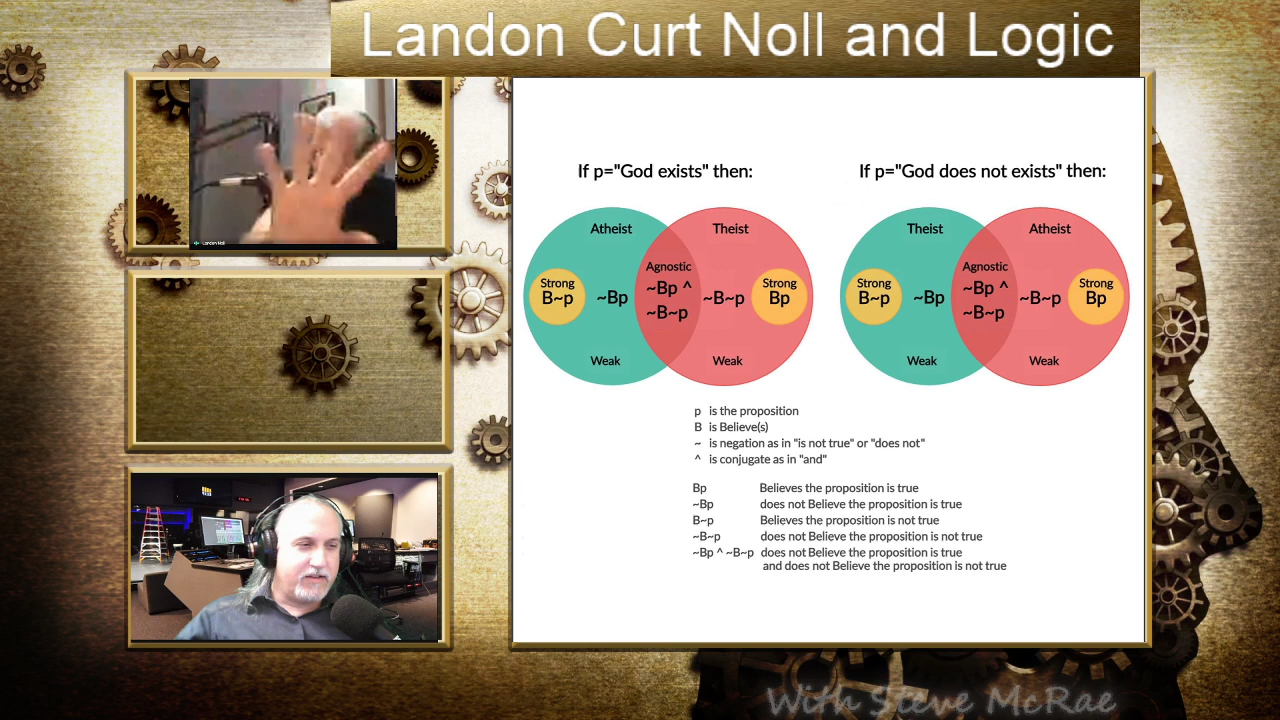 Landon Curt Noll and Logic
Landon Noll
If p="God exists" then:
Atheist
Theist
Agnostic
Strong
B~p
~Bp
~Bp ^
~B~p
~B~p
Strong
Bp
Weak
Weak
If p="God does not exists" then:
Theist
Atheist
Agnostic
Strong
B~p
~Bp
~Bp ^
~B~p
~B~p
Strong
Bp
Weak
Weak
p is the proposition
B is Believe(s)
~ is negation as in "is not true" or "does not"
^ is conjugate as in "and"
Bp Believes the proposition is true
~Bp does not Believe the proposition is true
B~p Believes the proposition is not true
~B~p does not Believe the proposition is not true
~Bp ^ ~B~p does not Believe the proposition is true
and does not Believe the proposition is not true
With Steve McRae